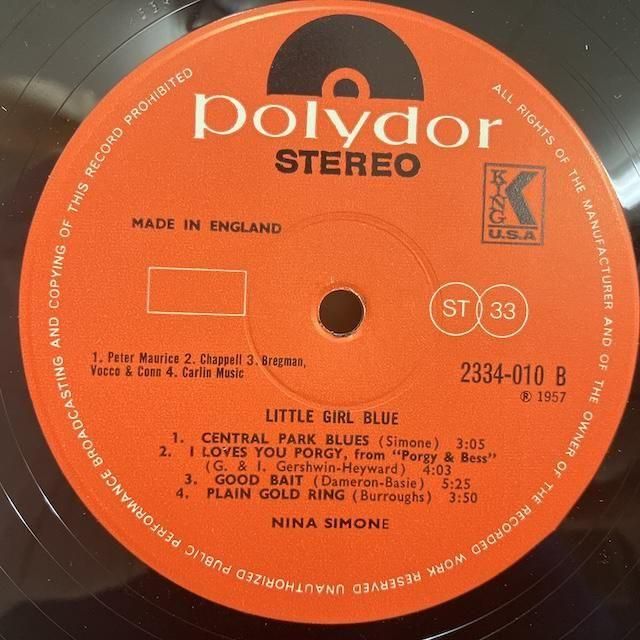 polydor
STEREO
KING
K
U.S.A
MADE IN ENGLAND
ST 33
1. Peter Maurice 2. Chappell 3. Bregman,
Vocco & Conn 4. Carlin Music
2334-010 B
℗ 1957
LITTLE GIRL BLUE
1. CENTRAL PARK BLUES (Simone) 3:05
2. I LOVES YOU PORGY, from "Porgy & Bess"
(G. & I. Gershwin-Heyward) 4:03
3. GOOD BAIT (Dameron-Basie) 5:25
4. PLAIN GOLD RING (Burroughs) 3:50
NINA SIMONE
ALL RIGHTS OF THE MANUFACTURER AND OF THE OWNER OF THE RECORDED WORK RESERVED UNAUTHORIZED PUBLIC PERFORMANCE BROADCASTING AND COPYING OF THIS RECORD PROHIBITED